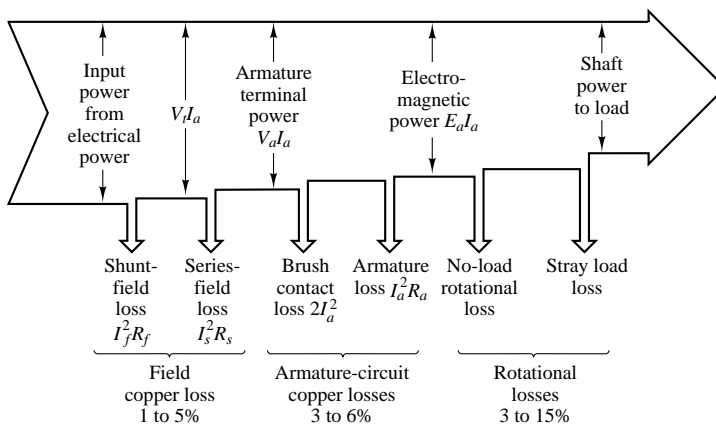 Input
power
from
electrical
power
VₜIₐ
Armature
terminal
power
VₐIₐ
Electro-
magnetic
power EₐIₐ
Shaft
power
to load
Shunt-
field
loss
I_f^2R_f
Series-
field
loss
I_s^2R_s
Brush
contact
loss 2I_a^2
Armature
loss I_a^2R_a
No-load
rotational
loss
Stray load
loss
Field
copper loss
1 to 5%
Armature-circuit
copper losses
3 to 6%
Rotational
losses
3 to 15%